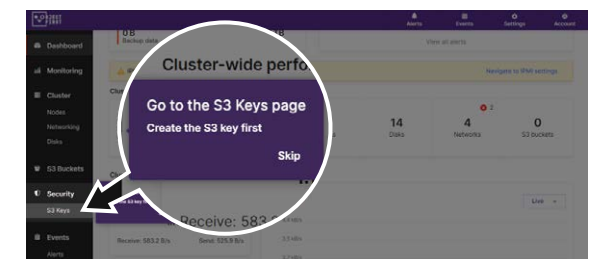 JUST
Alerts
Events
Settings
Account
Dashboard
0 B
Backup data
View all alerts
Monitoring
Cluster-wide perfo
Navigate to IPMI settings
Cluster
Nodes
Networking
Disks
Go to the S3 Keys page
Create the S3 key first
Skip
2
14
4
0
Disks
Networks
S3 buckets
S3 Buckets
Security
S3 Keys
Link
Receive: 583.2
Receive: 583.2 B/s
Send: 525.9 B/s
Events
Alerts